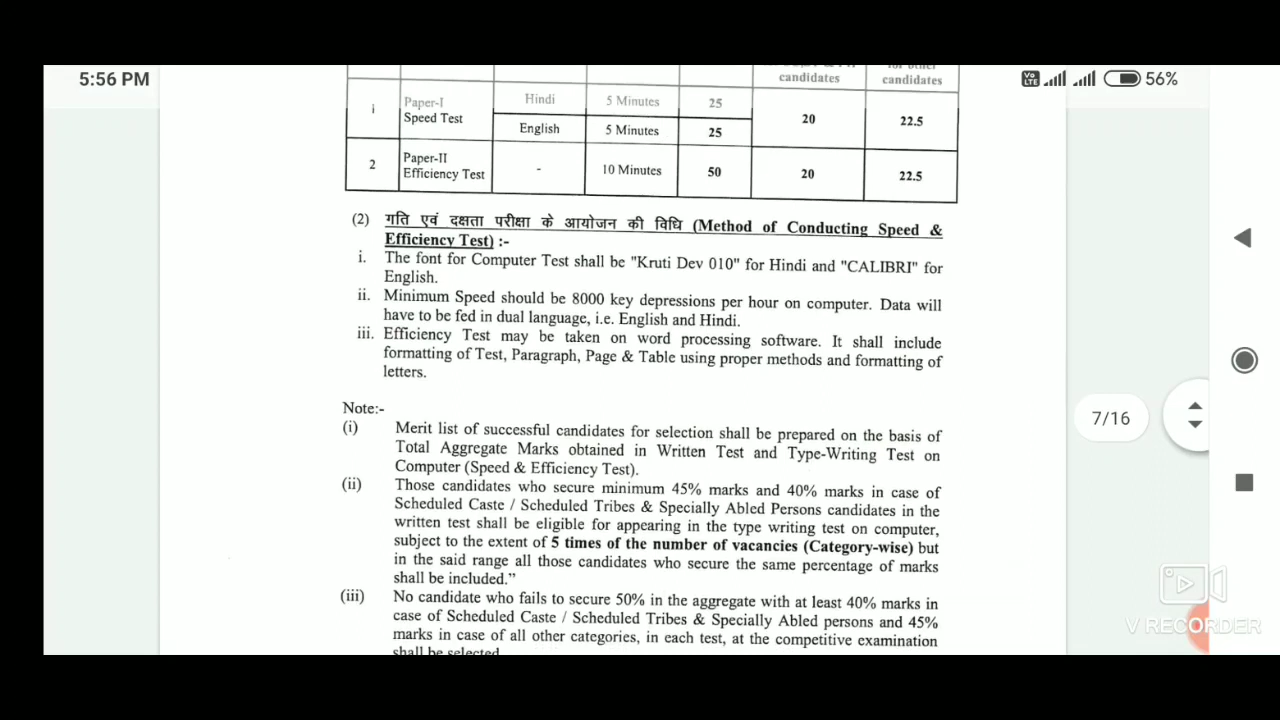 5:56 PM
Vo LTE 56%
candidates
for other candidates
i Paper-I Speed Test Hindi 5 Minutes 25 20 22.5
English 5 Minutes 25
2 Paper-II Efficiency Test - 10 Minutes 50 20 22.5
(2) गति एवं दक्षता परीक्षा के आयोजन की विधि (Method of Conducting Speed &
Efficiency Test) :-
i. The font for Computer Test shall be "Kruti Dev 010" for Hindi and "CALIBRI" for
English.
ii. Minimum Speed should be 8000 key depressions per hour on computer. Data will
have to be fed in dual language, i.e. English and Hindi.
iii. Efficiency Test may be taken on word processing software. It shall include
formatting of Test, Paragraph, Page & Table using proper methods and formatting of
letters.
7/16
Note:-
(i) Merit list of successful candidates for selection shall be prepared on the basis of
Total Aggregate Marks obtained in Written Test and Type-Writing Test on
Computer (Speed & Efficiency Test).
(ii) Those candidates who secure minimum 45% marks and 40% marks in case of
Scheduled Caste / Scheduled Tribes & Specially Abled Persons candidates in the
written test shall be eligible for appearing in the type writing test on computer,
subject to the extent of 5 times of the number of vacancies (Category-wise) but
in the said range all those candidates who secure the same percentage of marks
shall be included.”
(iii) No candidate who fails to secure 50% in the aggregate with at least 40% marks in
case of Scheduled Caste / Scheduled Tribes & Specially Abled persons and 45%
marks in case of all other categories, in each test, at the competitive examination
shall be selected
V RECORDER